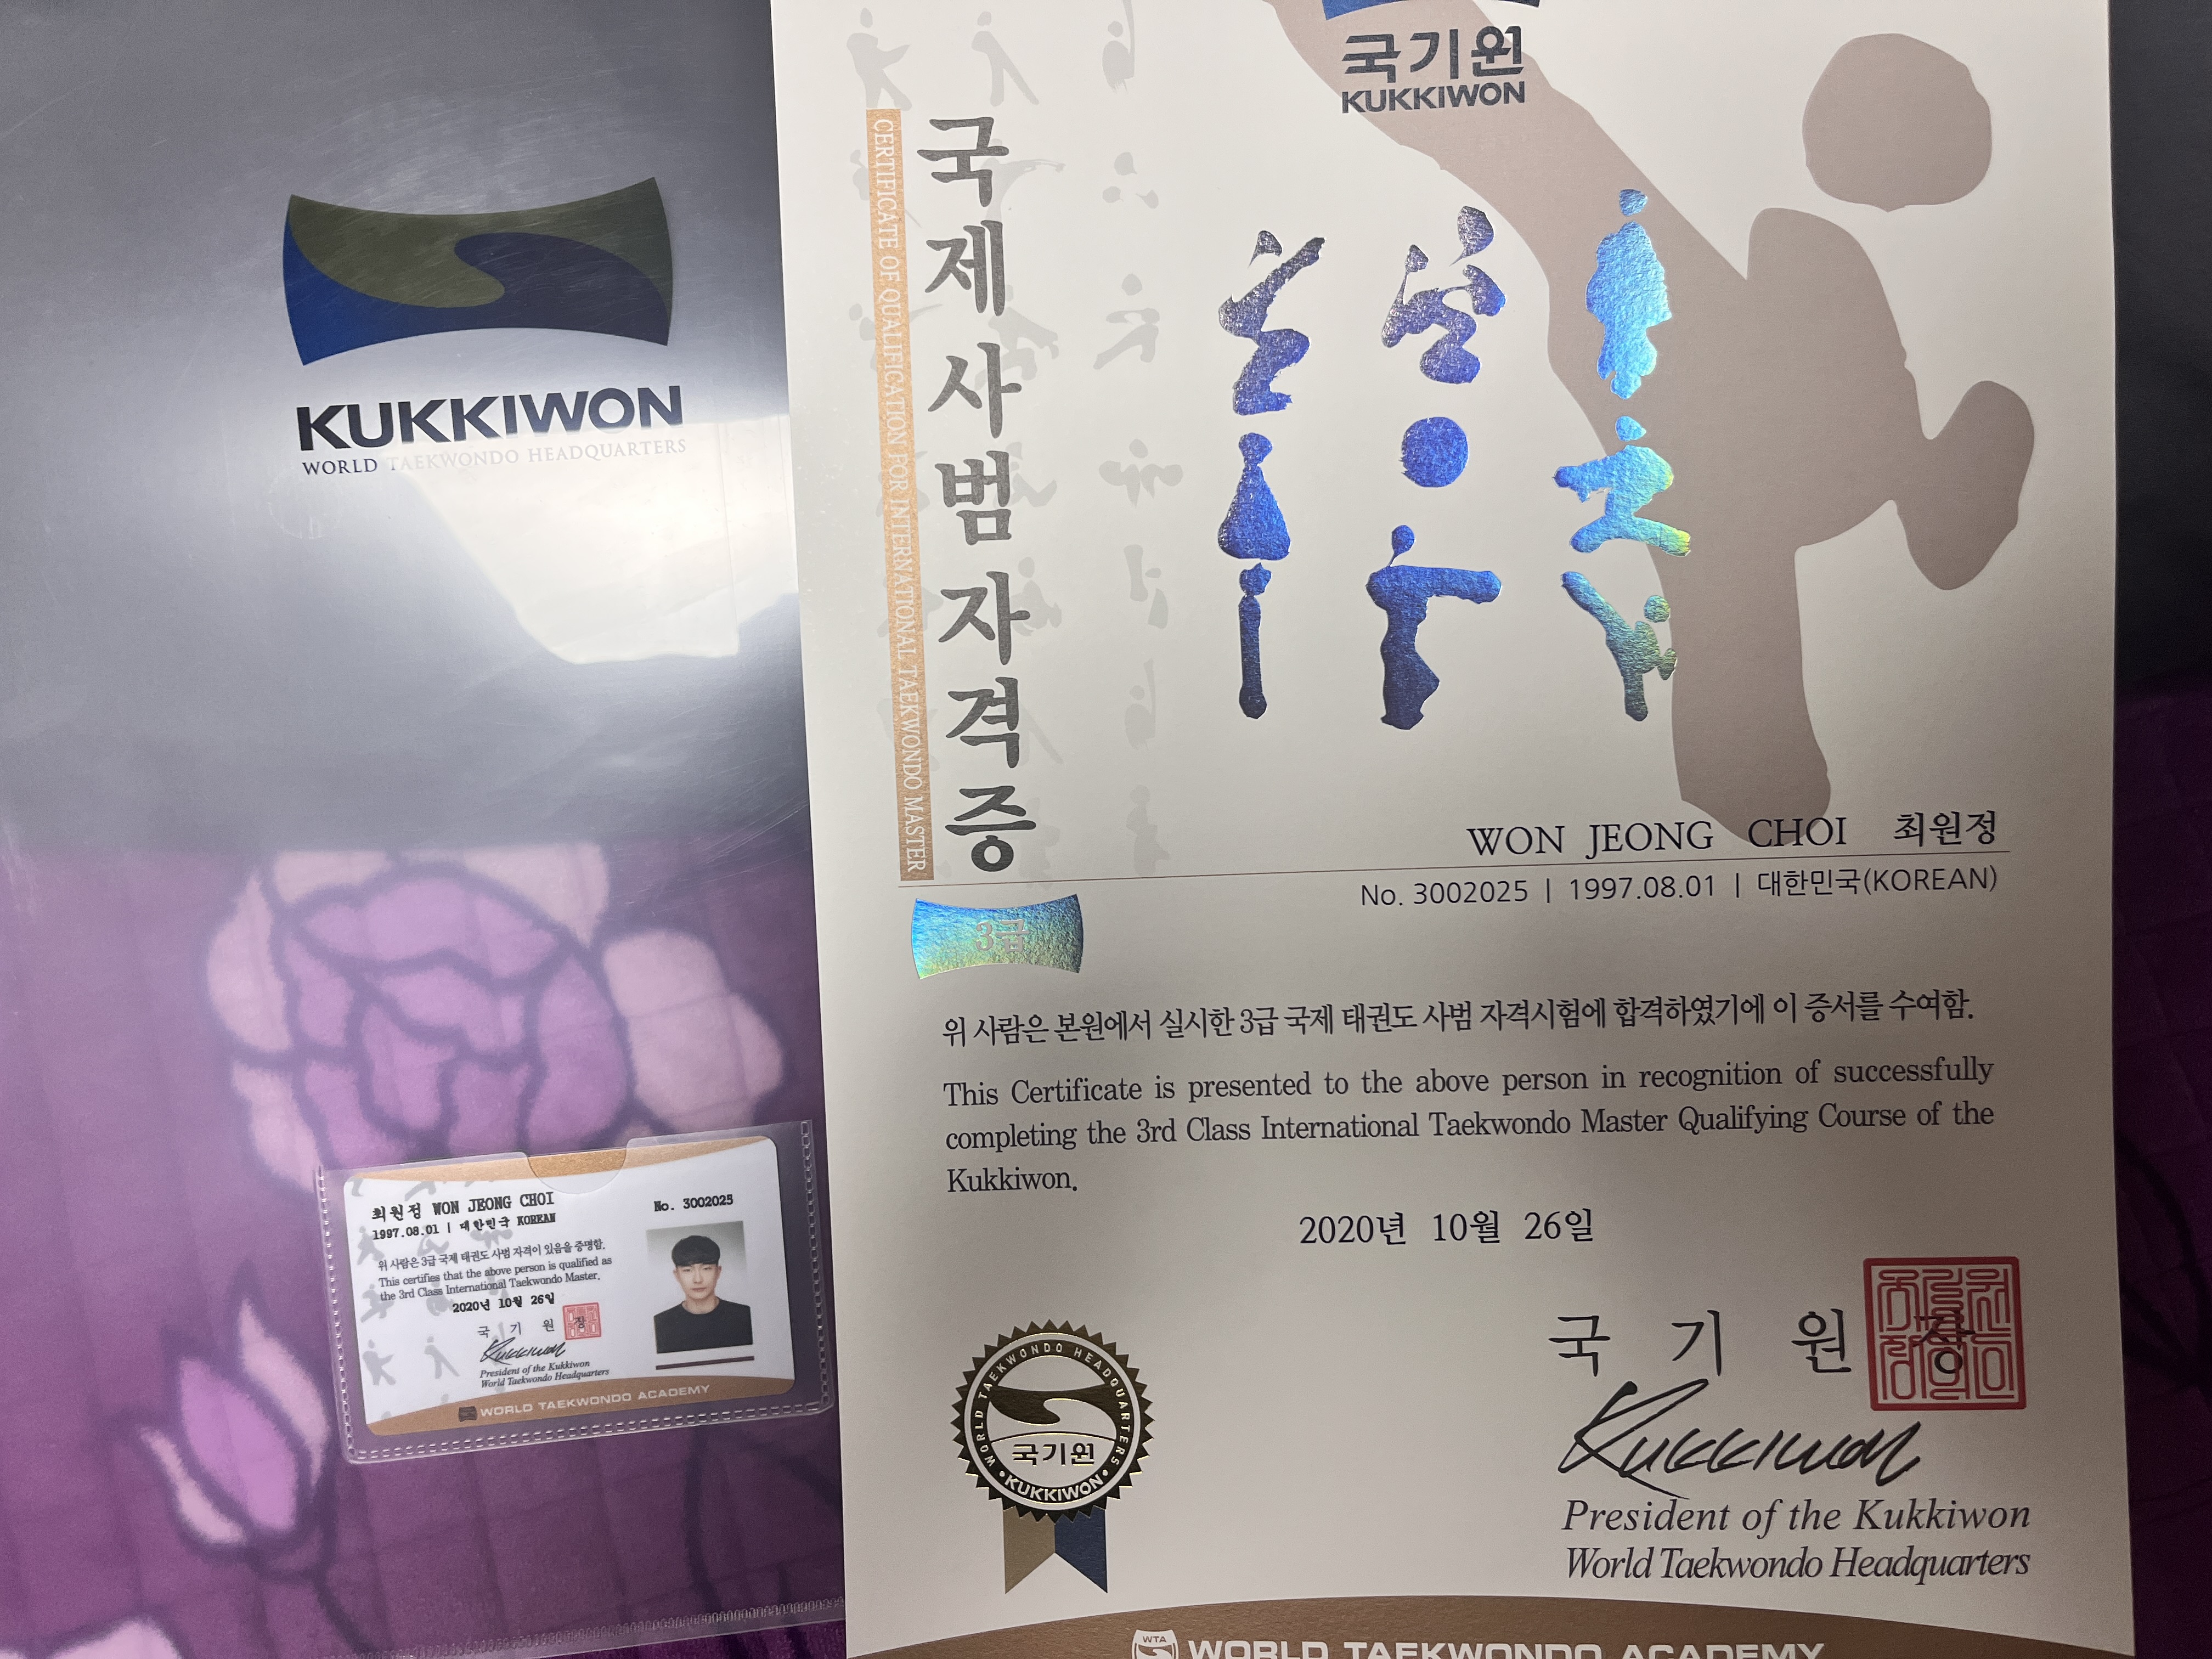 KUKKIWON
WORLD TAEKWONDO HEADQUARTERS
최원정 WON JEONG CHOI
No. 3002025
1997.08.01 | 대한민국 KOREAN
위 사람은 3급 국제 태권도 사범 자격이 있음을 증명함.
This certifies that the above person is qualified as
the 3rd Class International Taekwondo Master.
2020년 10월 26일
국 기 원 장
Kukkiwon
President of the Kukkiwon
World Taekwondo Headquarters
WORLD TAEKWONDO ACADEMY
국기원
KUKKIWON
국제사범자격증
CERTIFICATE OF QUALIFICATION FOR INTERNATIONAL TAEKWONDO MASTER
WON JEONG CHOI 최원정
No. 3002025 | 1997.08.01 | 대한민국(KOREAN)
3급
위 사람은 본원에서 실시한 3급 국제 태권도 사범 자격시험에 합격하였기에 이 증서를 수여함.
This Certificate is presented to the above person in recognition of successfully
completing the 3rd Class International Taekwondo Master Qualifying Course of the
Kukkiwon.
2020년 10월 26일
국 기 원 장
Kukkiwon
President of the Kukkiwon
World Taekwondo Headquarters
WORLD TAEKWONDO HEADQUARTERS
국기원
KUKKIWON
WTA
WORLD TAEKWONDO ACADEMY